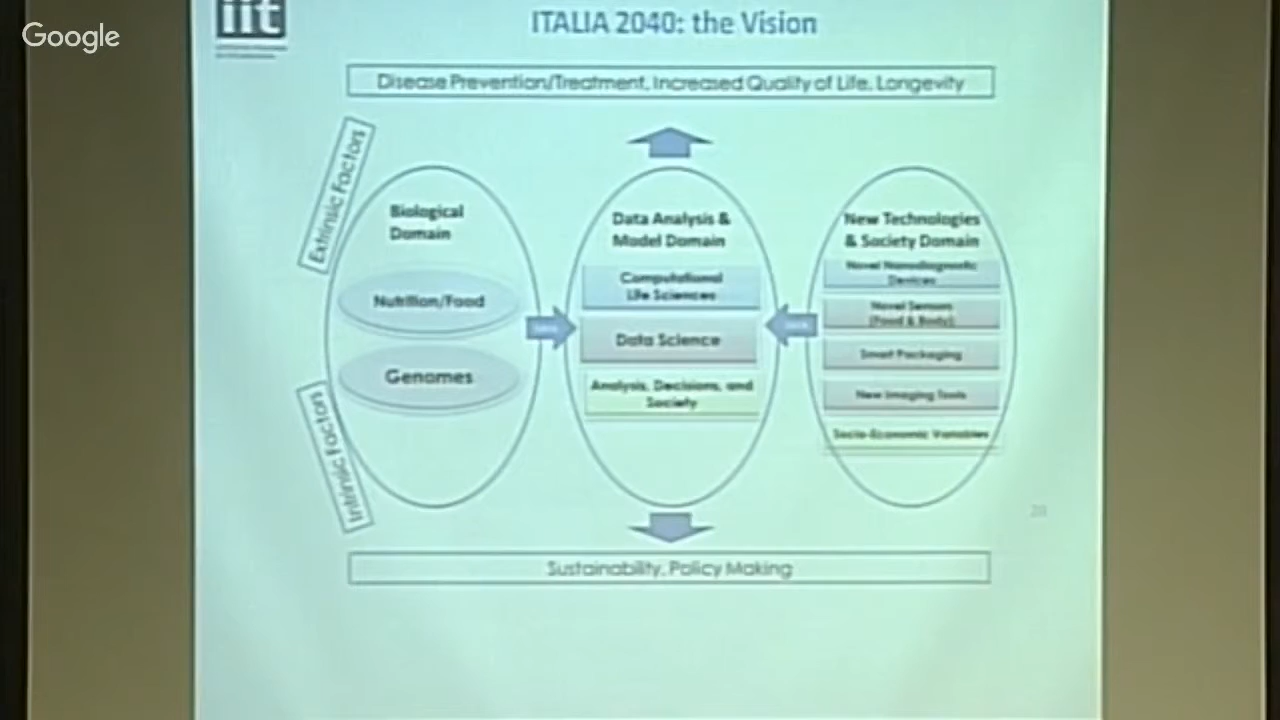 Google
iit
ITALIA 2040: the Vision
Disease Prevention/Treatment, Increased Quality of Life, Longevity
Extrinsic Factors
Biological
Domain
Nutrition/Food
Genomes
Intrinsic Factors
Data Analysis &
Model Domain
Computational
Life Sciences
Data Science
Analysis, Decisions, and
Society
New Technologies
& Society Domain
Novel Nanodiagnostic
Devices
Novel Sensors
(Food & Body)
Smart Packaging
New Imaging Tools
Socio-Economic Variables
Sustainability, Policy Making